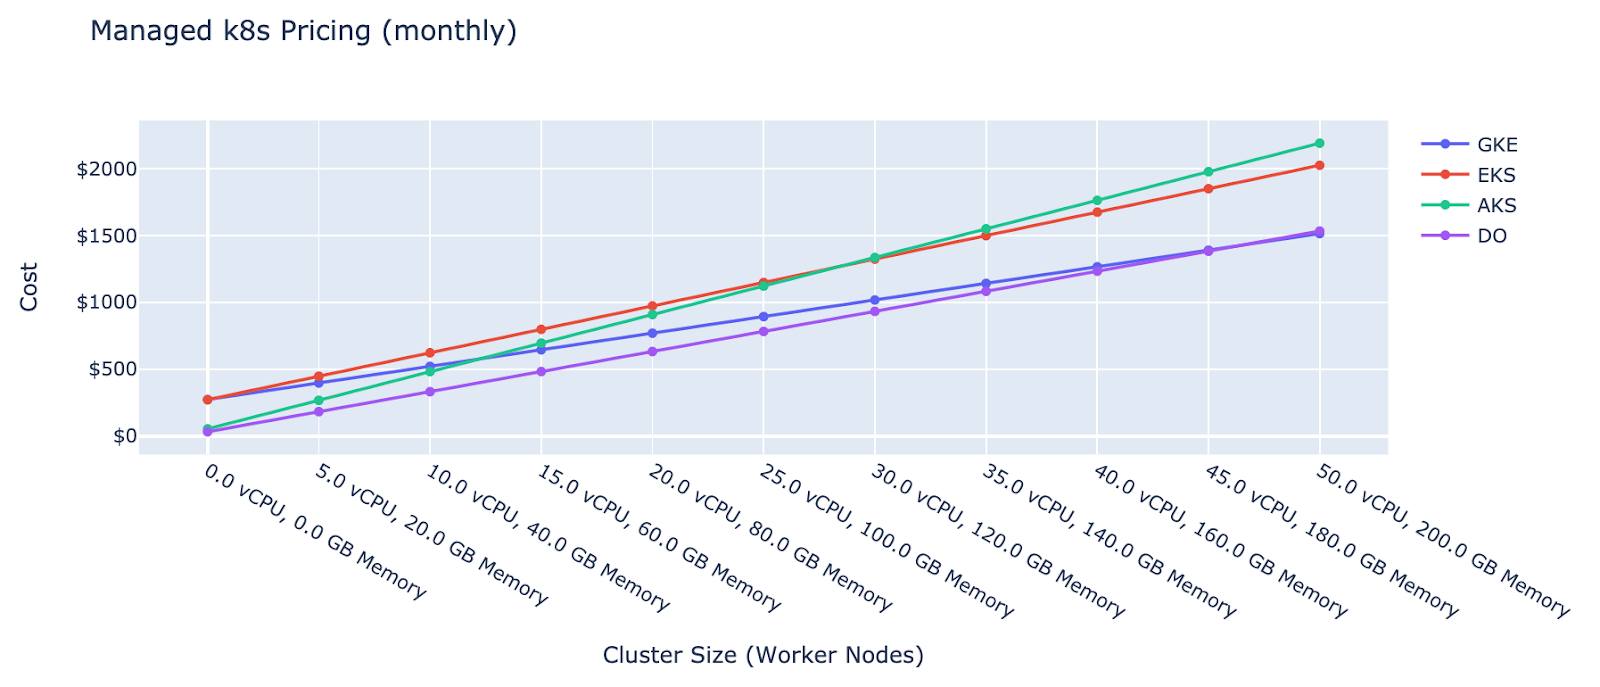 Managed k8s Pricing (monthly)
GKE
EKS
AKS
DO
$2000
$1500
$1000
$500
$0
Cost
0.0 vCPU, 0.0 GB Memory
5.0 vCPU, 20.0 GB Memory
10.0 vCPU, 40.0 GB Memory
15.0 vCPU, 60.0 GB Memory
20.0 vCPU, 80.0 GB Memory
25.0 vCPU, 100.0 GB Memory
30.0 vCPU, 120.0 GB Memory
35.0 vCPU, 140.0 GB Memory
40.0 vCPU, 160.0 GB Memory
45.0 vCPU, 180.0 GB Memory
50.0 vCPU, 200.0 GB Memory
Cluster Size (Worker Nodes)